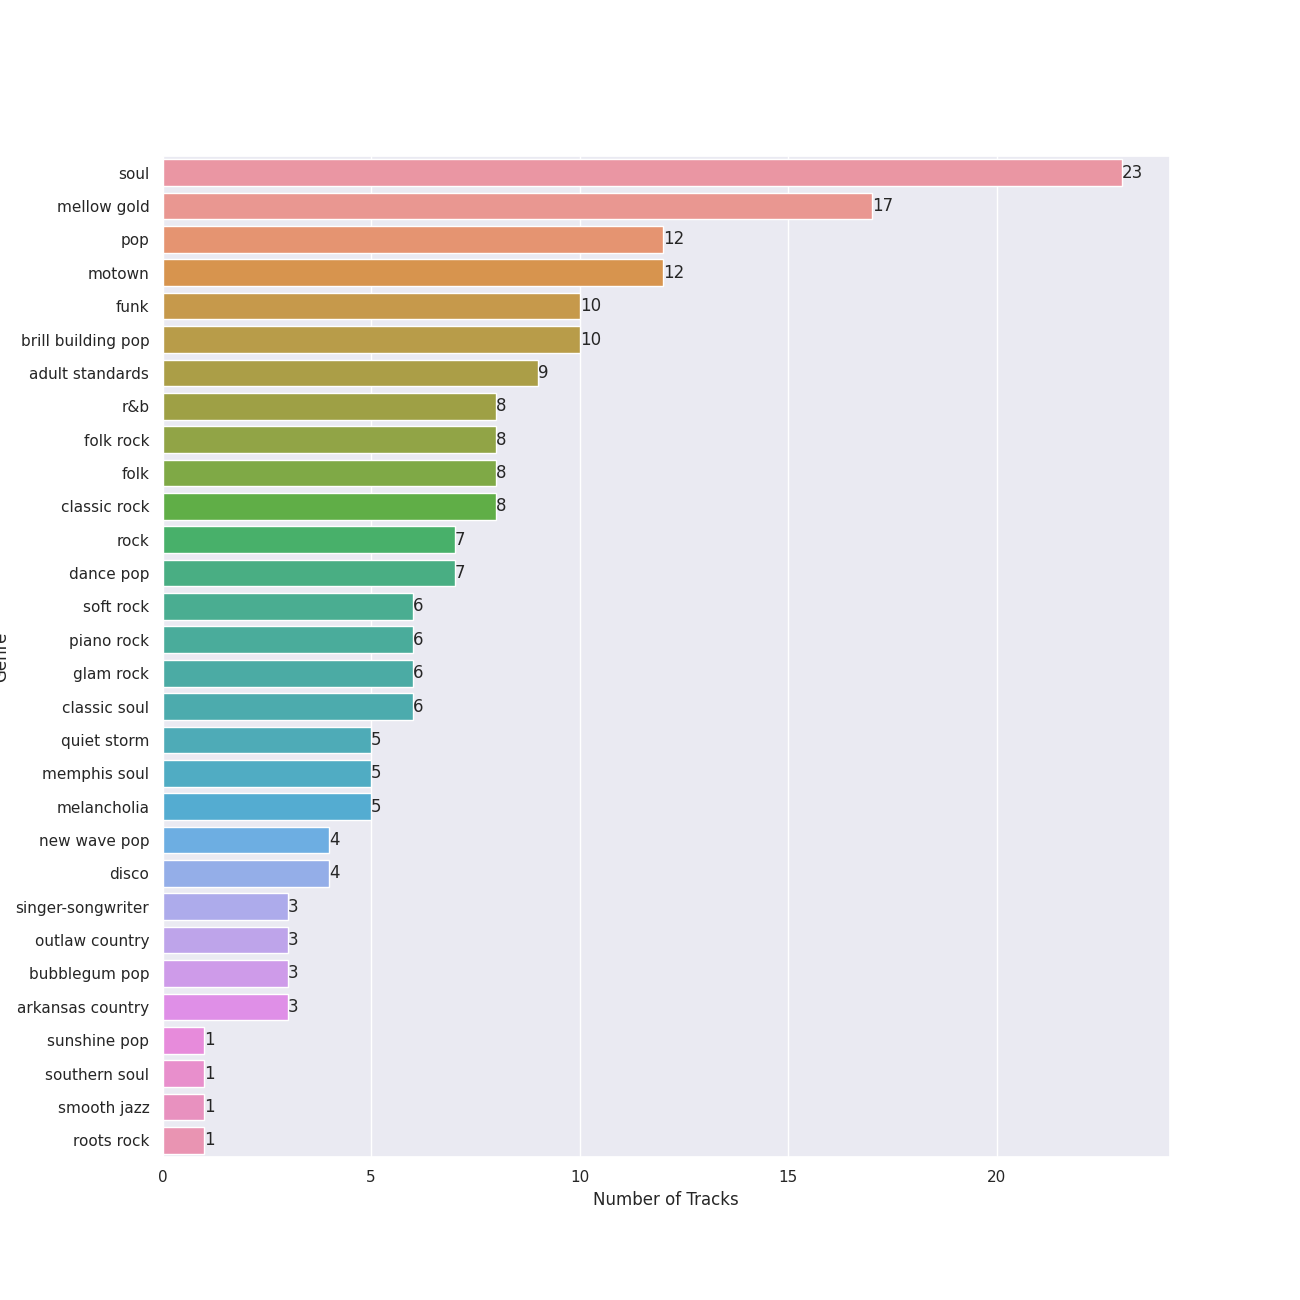 soul 23
mellow gold 17
pop 12
motown 12
funk 10
brill building pop 10
adult standards 9
r&b 8
folk rock 8
folk 8
classic rock 8
rock 7
dance pop 7
soft rock 6
piano rock 6
glam rock 6
classic soul 6
quiet storm 5
memphis soul 5
melancholia 5
new wave pop 4
disco 4
singer-songwriter 3
outlaw country 3
bubblegum pop 3
arkansas country 3
sunshine pop 1
southern soul 1
smooth jazz 1
roots rock 1
0 5 10 15 20
Number of Tracks
Genre